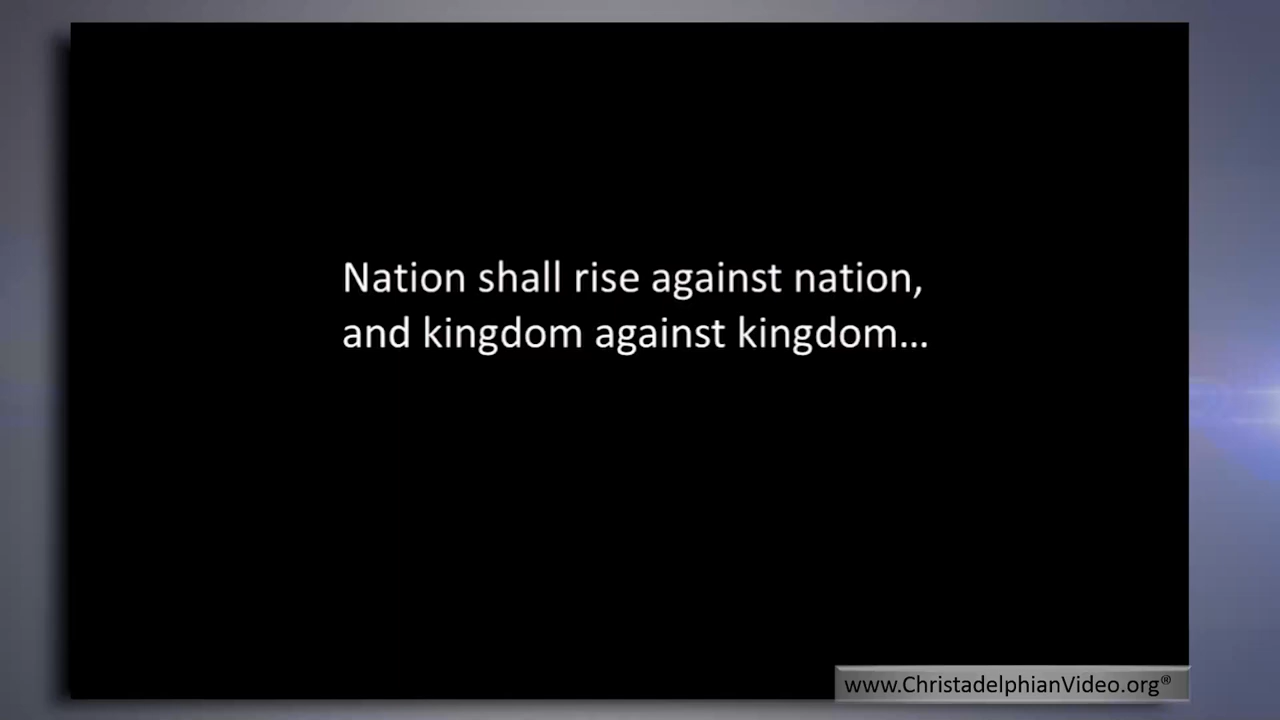 Nation shall rise against nation,
and kingdom against kingdom...
www.ChristadelphianVideo.org®